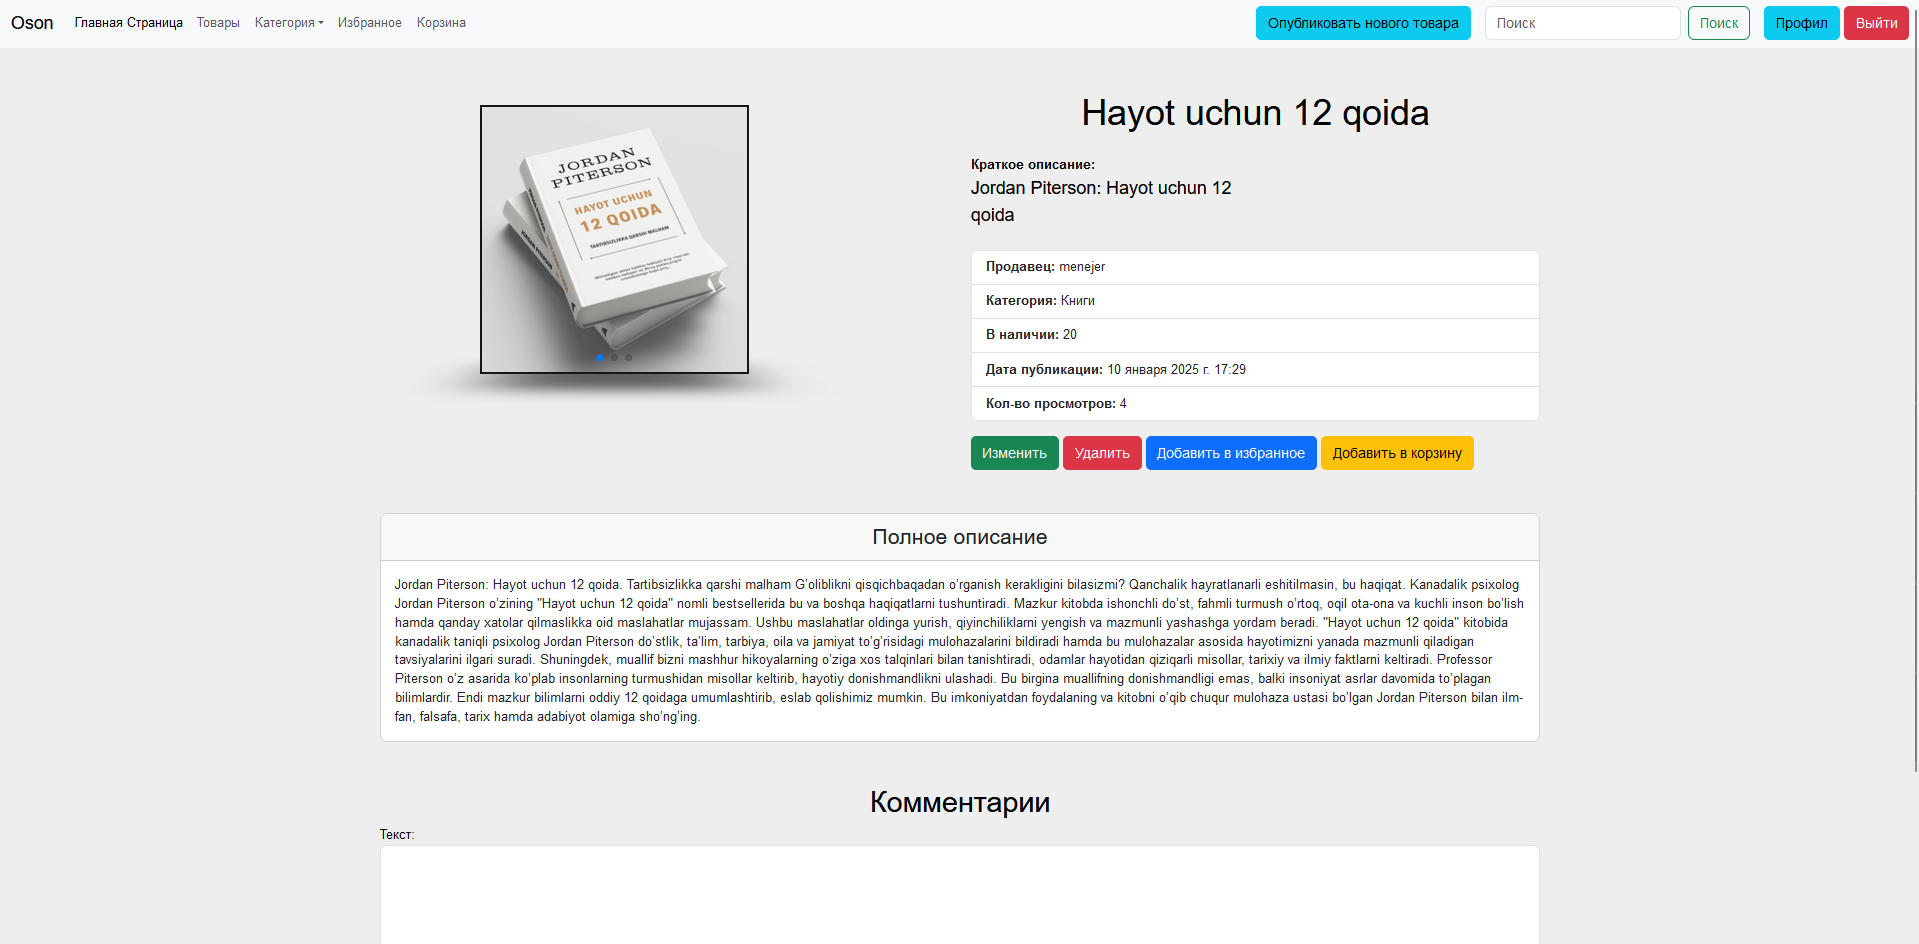 Oson
Главная Страница
Товары
Категория
Избранное
Корзина
Опубликовать нового товара
Поиск
Поиск
Профил
Выйти
JORDAN
PITERSON
HAYOT UCHUN
12 QOIDA
TARTIBSIZLIKKA QARSHI MALHAM
JORDAN PITERSON
Hayot uchun 12 qoida
Краткое описание:
Jordan Piterson: Hayot uchun 12
qoida
Продавец: menejer
Категория: Книги
В наличии: 20
Дата публикации: 10 января 2025 г. 17:29
Кол-во просмотров: 4
Изменить
Удалить
Добавить в избранное
Добавить в корзину
Полное описание
Jordan Piterson: Hayot uchun 12 qoida. Tartibsizlikka qarshi malham G’oliblikni qisqichbaqadan o’rganish kerakligini bilasizmi? Qanchalik hayratlanarli eshitilmasin, bu haqiqat. Kanadalik psixolog
Jordan Piterson o’zining "Hayot uchun 12 qoida" nomli bestsellerida bu va boshqa haqiqatlarni tushuntiradi. Mazkur kitobda ishonchli do’st, fahmli turmush o’rtoq, oqil ota-ona va kuchli inson bo’lish
hamda qanday xatolar qilmaslikka oid maslahatlar mujassam. Ushbu maslahatlar oldinga yurish, qiyinchiliklarni yengish va mazmunli yashashga yordam beradi. "Hayot uchun 12 qoida" kitobida
kanadalik taniqli psixolog Jordan Piterson do’stlik, ta’lim, tarbiya, oila va jamiyat to’g’risidagi mulohazalarini bildiradi hamda bu mulohazalar asosida hayotimizni yanada mazmunli qiladigan
tavsiyalarini ilgari suradi. Shuningdek, muallif bizni mashhur hikoyalarning o’ziga xos talqinlari bilan tanishtiradi, odamlar hayotidan qiziqarli misollar, tarixiy va ilmiy faktlarni keltiradi. Professor
Piterson o’z asarida ko’plab insonlarning turmushidan misollar keltirib, hayotiy donishmandlikni ulashadi. Bu birgina muallifning donishmandligi emas, balki insoniyat asrlar davomida to’plagan
bilimlardir. Endi mazkur bilimlarni oddiy 12 qoidaga umumlashtirib, eslab qolishimiz mumkin. Bu imkoniyatdan foydalaning va kitobni o’qib chuqur mulohaza ustasi bo’lgan Jordan Piterson bilan ilm-
fan, falsafa, tarix hamda adabiyot olamiga sho’ng’ing.
Комментарии
Текст: